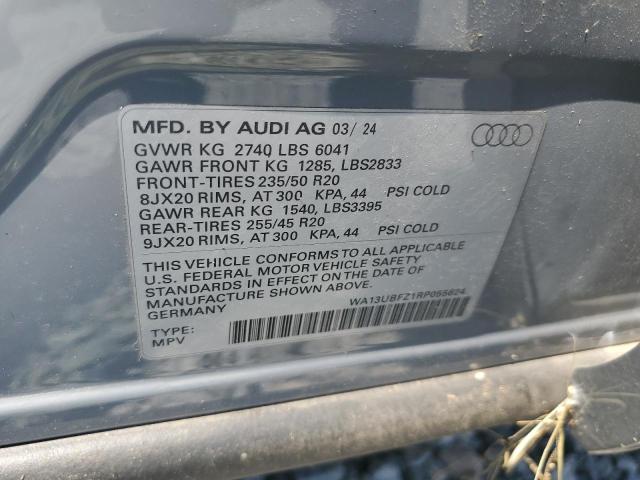 MFD. BY AUDI AG 03/ 24
GVWR KG 2740 LBS 6041
GAWR FRONT KG 1285, LBS2833
FRONT-TIRES 235/50 R20
8JX20 RIMS, AT 300 KPA, 44 PSI COLD
GAWR REAR KG 1540, LBS3395
REAR-TIRES 255/45 R20
9JX20 RIMS, AT 300 KPA, 44 PSI COLD
THIS VEHICLE CONFORMS TO ALL APPLICABLE
U.S. FEDERAL MOTOR VEHICLE SAFETY
STANDARDS IN EFFECT ON THE DATE
OF MANUFACTURE SHOWN ABOVE.
GERMANY
WA13UBFZ1RP055624
TYPE:
MPV